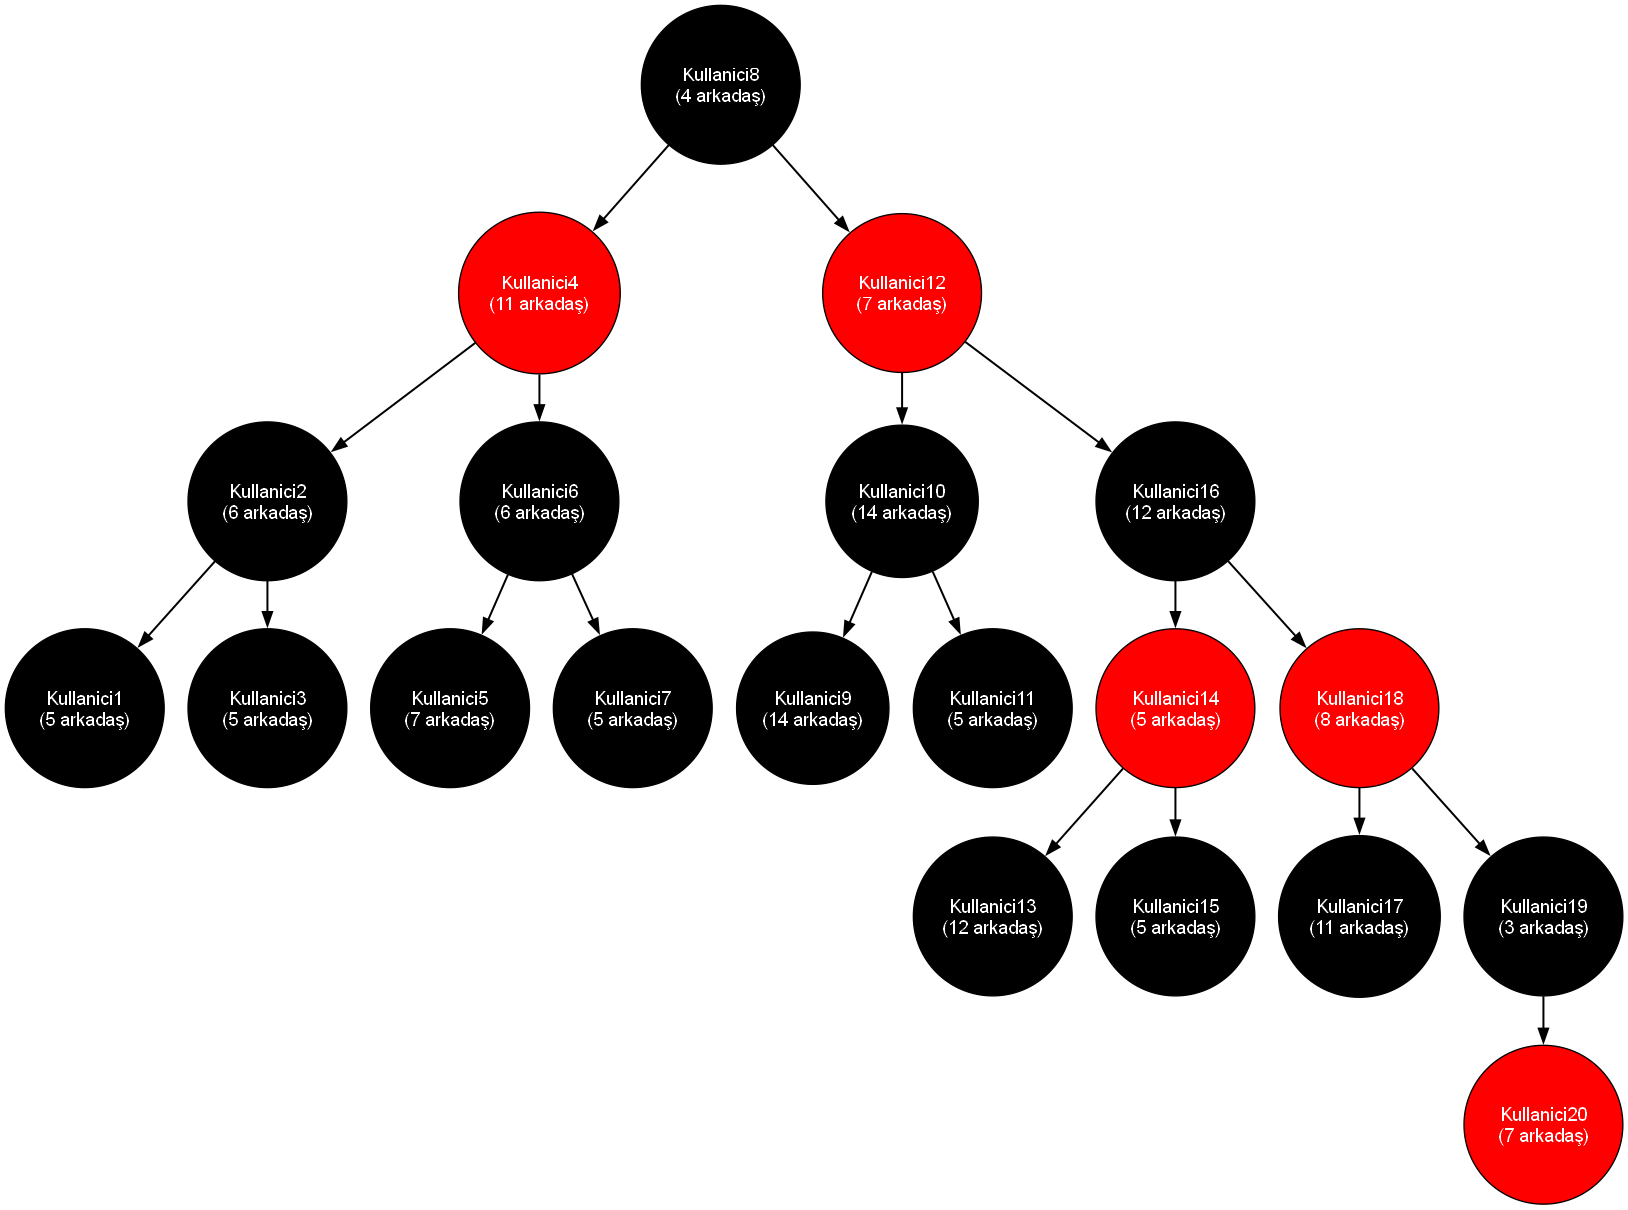 Kullanici8
(4 arkadaş)
Kullanici4
(11 arkadaş)
Kullanici12
(7 arkadaş)
Kullanici2
(6 arkadaş)
Kullanici6
(6 arkadaş)
Kullanici10
(14 arkadaş)
Kullanici16
(12 arkadaş)
Kullanici1
(5 arkadaş)
Kullanici3
(5 arkadaş)
Kullanici5
(7 arkadaş)
Kullanici7
(5 arkadaş)
Kullanici9
(14 arkadaş)
Kullanici11
(5 arkadaş)
Kullanici14
(5 arkadaş)
Kullanici18
(8 arkadaş)
Kullanici13
(12 arkadaş)
Kullanici15
(5 arkadaş)
Kullanici17
(11 arkadaş)
Kullanici19
(3 arkadaş)
Kullanici20
(7 arkadaş)